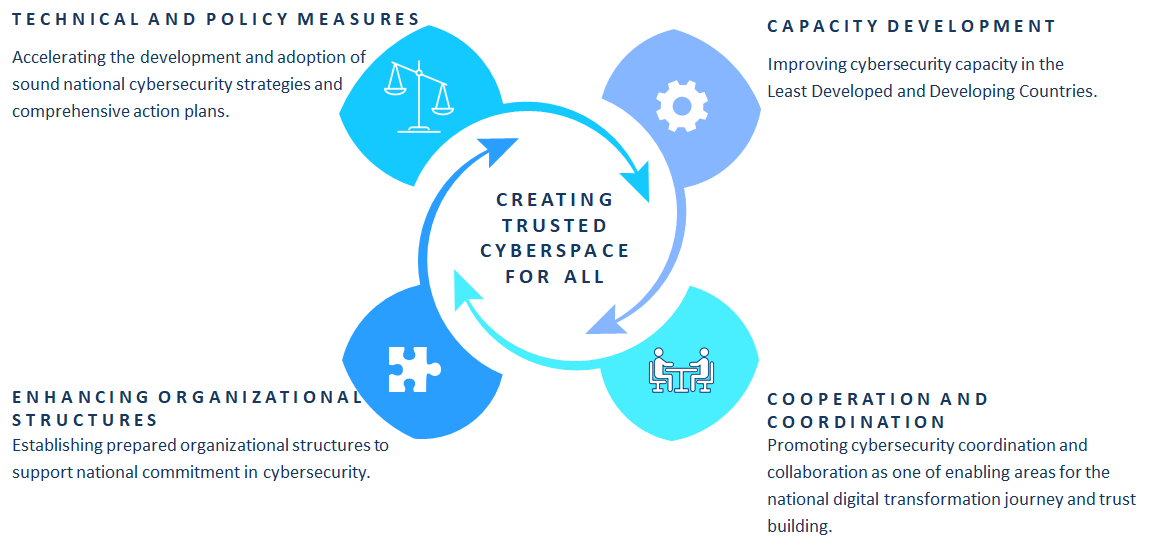 TECHNICAL AND POLICY MEASURES
Accelerating the development and adoption of
sound national cybersecurity strategies and
comprehensive action plans.
CAPACITY DEVELOPMENT
Improving cybersecurity capacity in the
Least Developed and Developing Countries.
CREATING
TRUSTED
CYBERSPACE
FOR ALL
ENHANCING ORGANIZATIONAL
STRUCTURES
Establishing prepared organizational structures to
support national commitment in cybersecurity.
COOPERATION AND
COORDINATION
Promoting cybersecurity coordination and
collaboration as one of enabling areas for the
national digital transformation journey and trust
building.